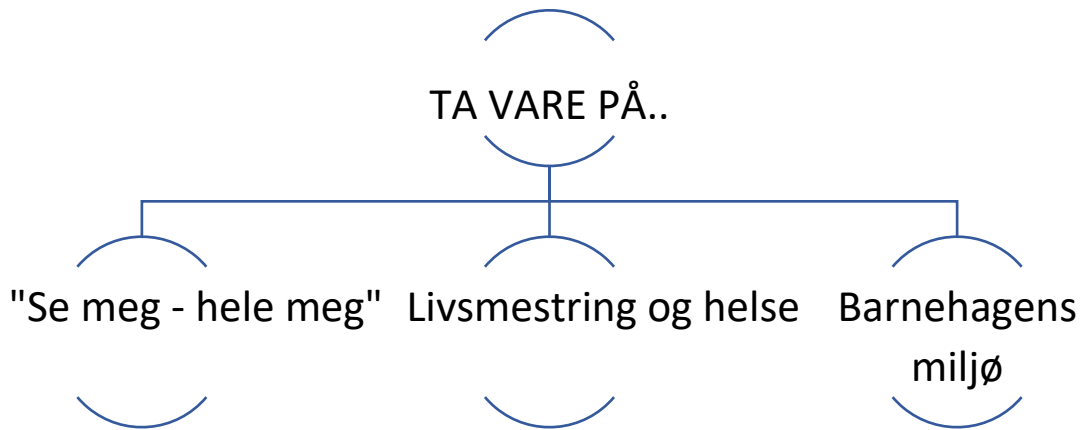 TA VARE PÅ..
"Se meg - hele meg"
Livsmestring og helse
Barnehagens
miljø